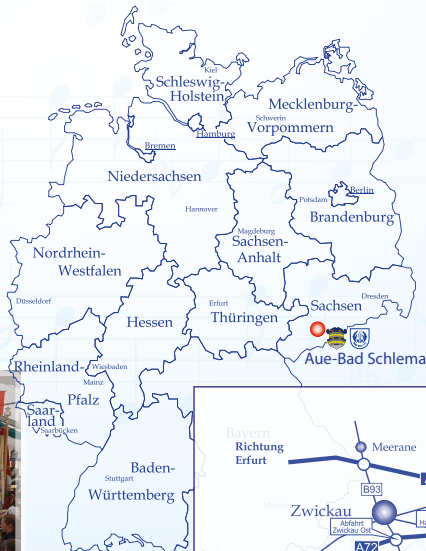 Kiel
Schleswig-
Holstein
Mecklenburg-
Schwerin
Vorpommern
Hamburg
Bremen
Niedersachsen
Berlin
Potsdam
Hannover
Brandenburg
Magdeburg
Sachsen-
Anhalt
Nordrhein-
Westfalen
Düsseldorf
Erfurt
Dresden
Sachsen
Hessen
Thüringen
Aue-Bad Schlema
Rheinland-
Wiesbaden
Mainz
Pfalz
Saar-
land
Saarbücken
Bayern
Richtung
Erfurt
Meerane
Baden-
Stuttgart
Württemberg
B93
Zwickau
Abfahrt
Zwickau Ost
A72